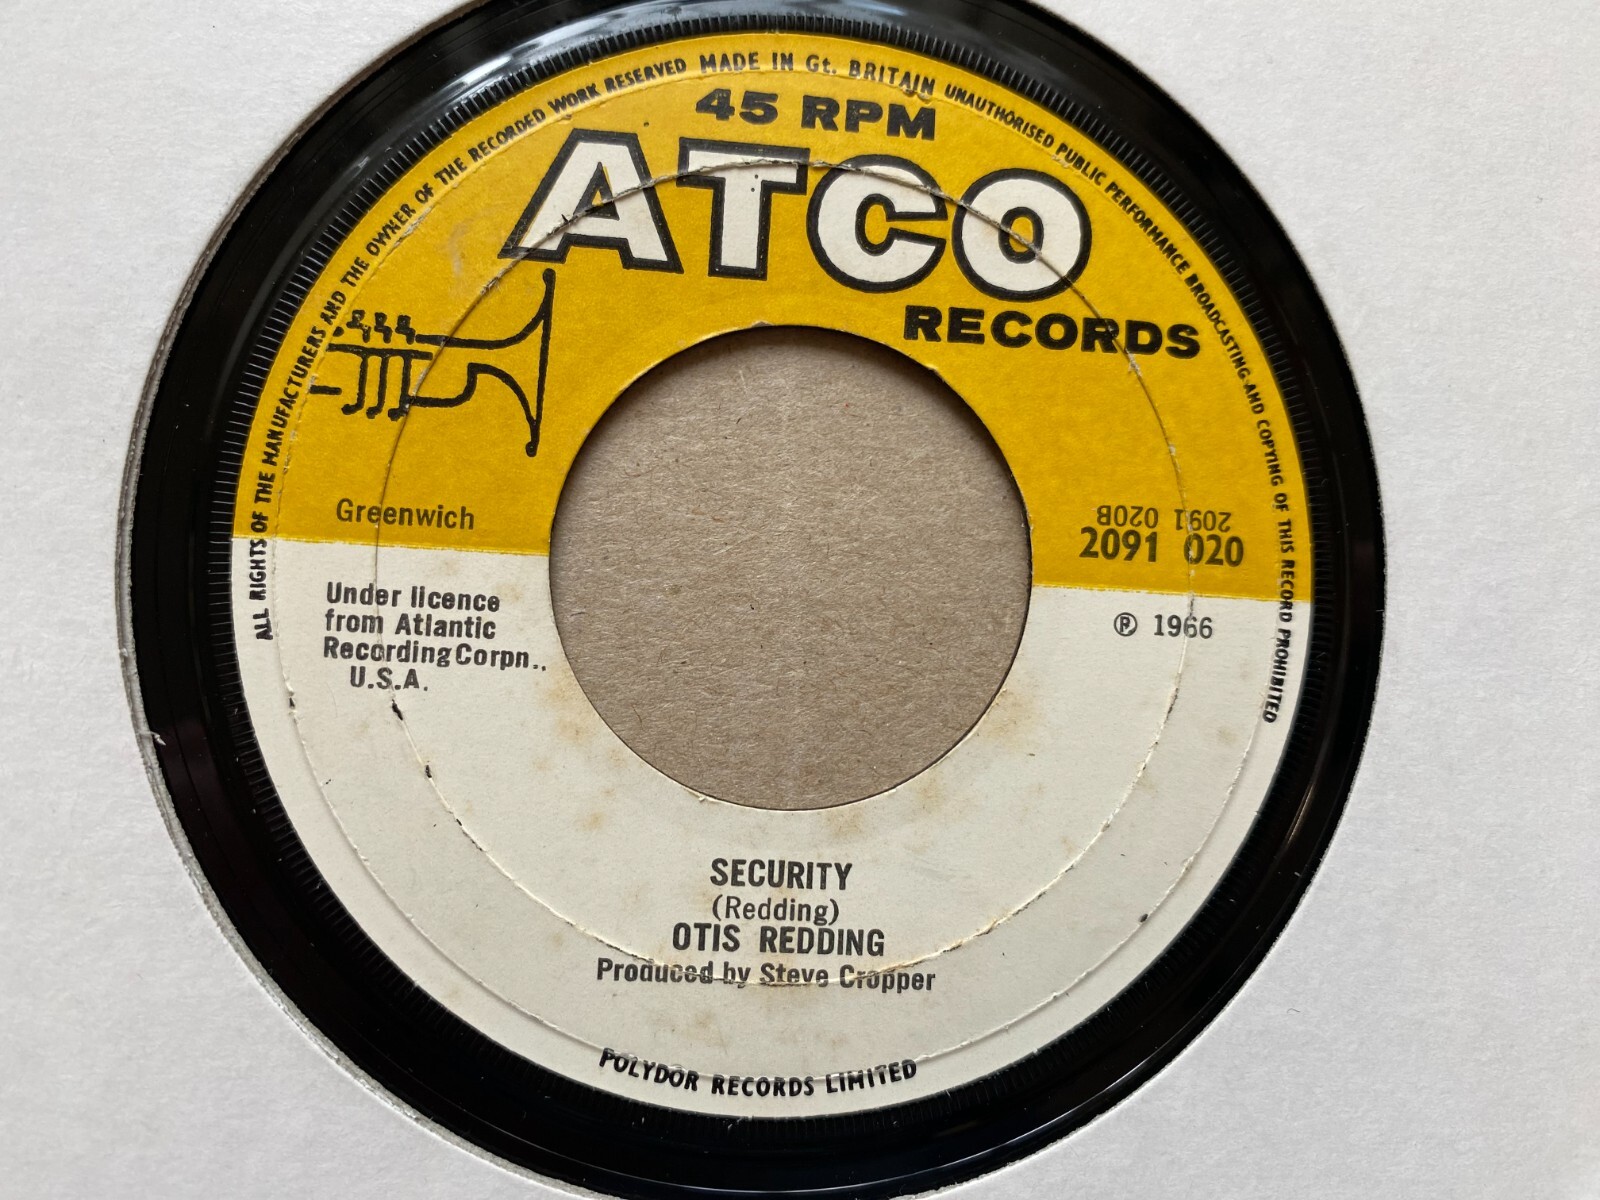 ALL RIGHTS OF THE MANUFACTURERS AND THE OWNER OF THE RECORDED WORK RESERVED MADE IN Gt. BRITAIN UNAUTHORISED PUBLIC PERFORMANCE BROADCASTING AND COPYING OF THIS RECORD PROHIBITED
45 RPM
ATCO
RECORDS
Greenwich
2091 020B
2091 020
Ⓟ 1966
Under licence
from Atlantic
Recording Corpn..
U.S.A.
SECURITY
(Redding)
OTIS REDDING
Produced by Steve Cropper
POLYDOR RECORDS LIMITED